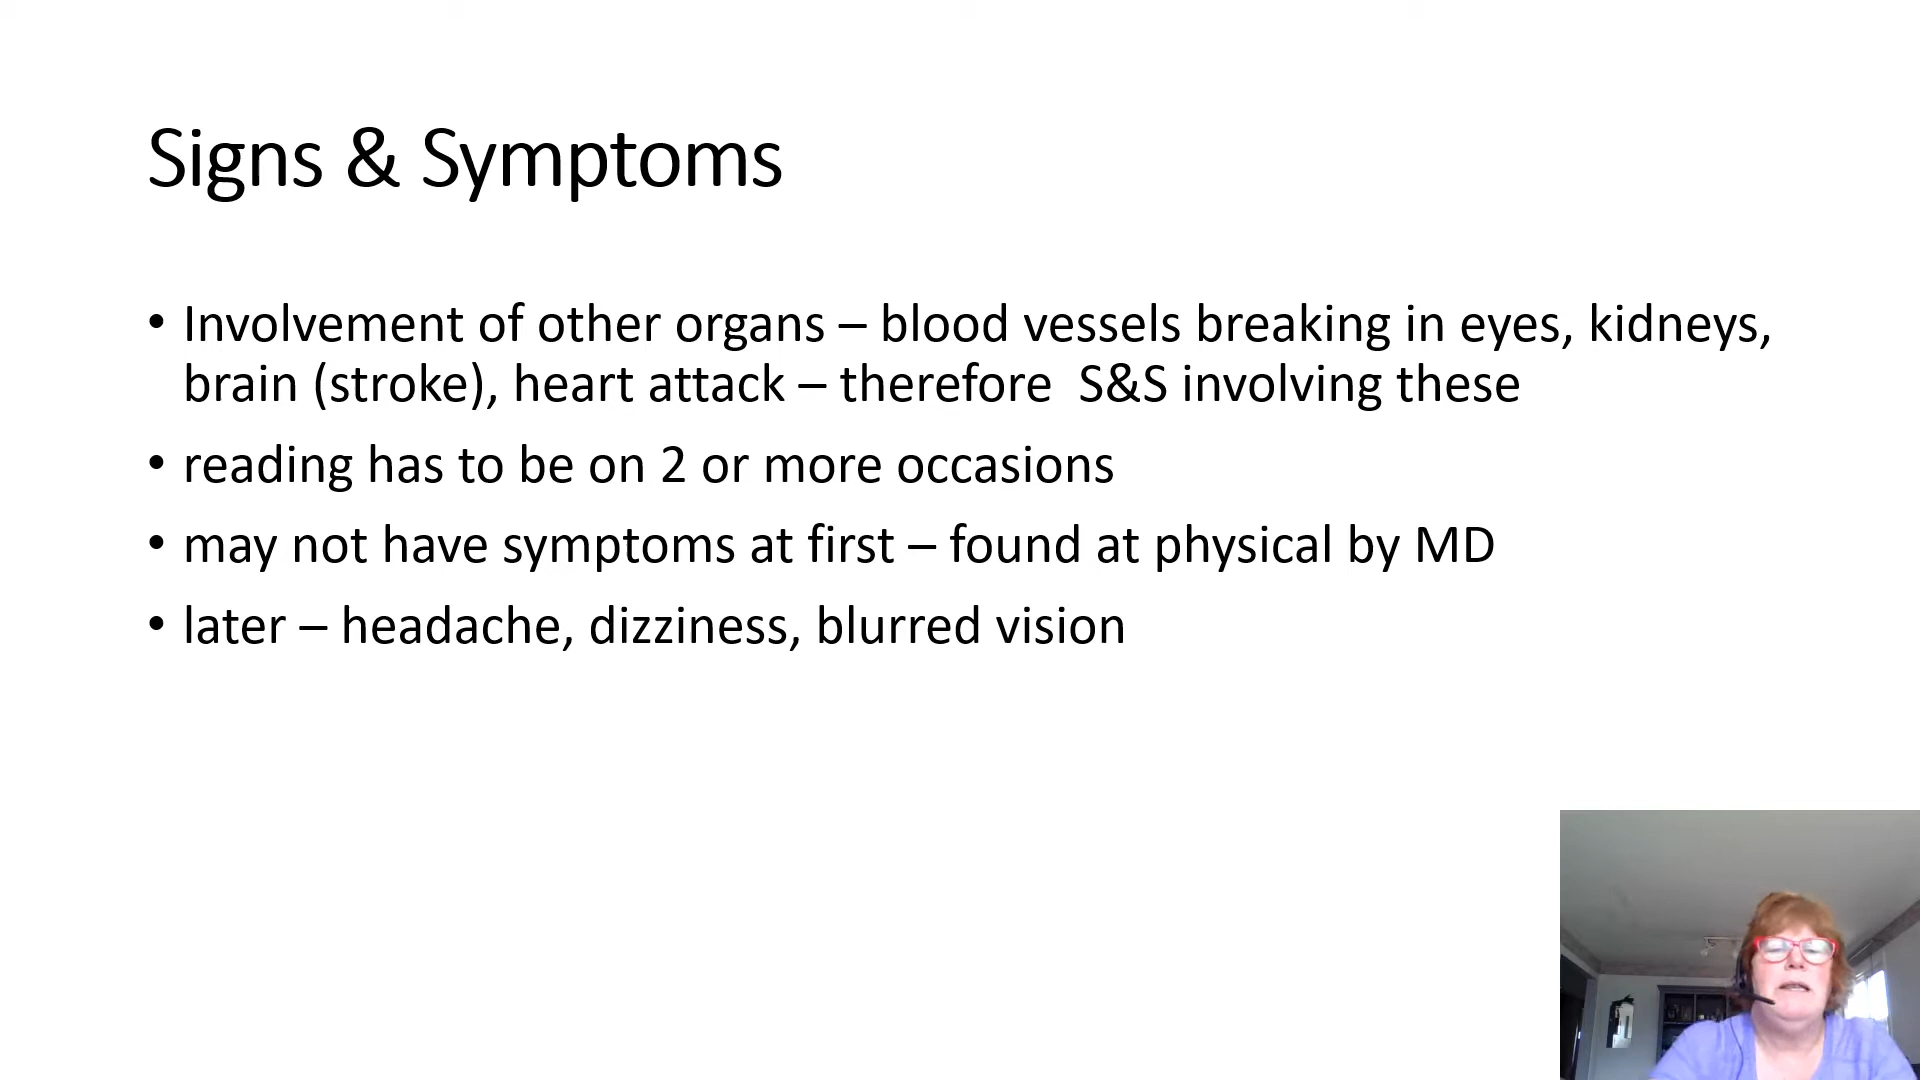 Signs & Symptoms
• Involvement of other organs – blood vessels breaking in eyes, kidneys,
brain (stroke), heart attack – therefore  S&S involving these
• reading has to be on 2 or more occasions
• may not have symptoms at first – found at physical by MD
• later – headache, dizziness, blurred vision